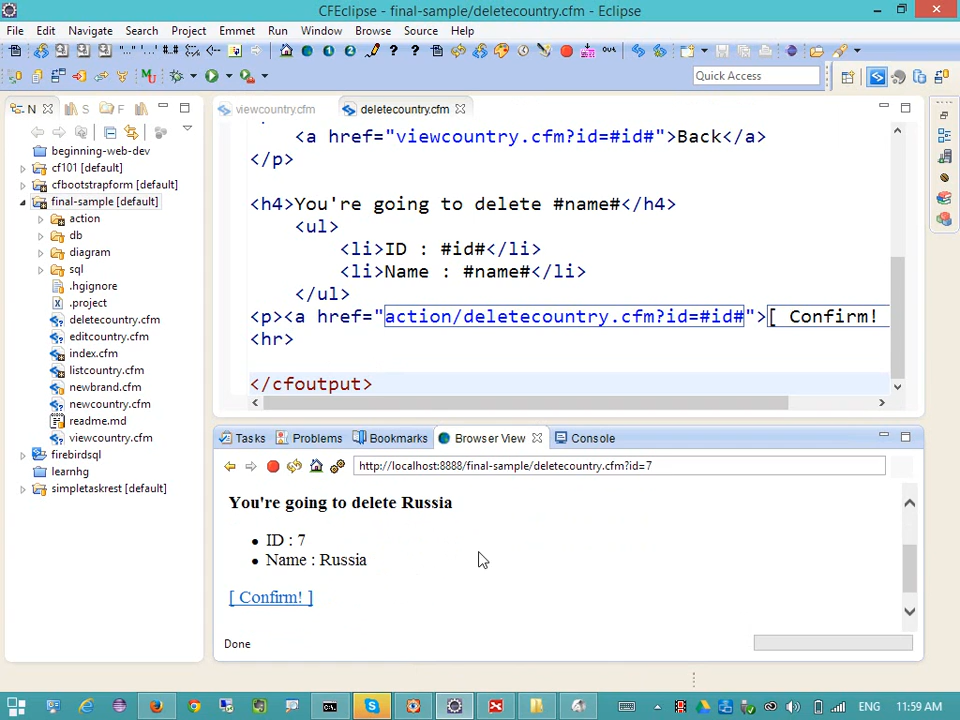 CFEclipse - final-sample/deletecountry.cfm - Eclipse
File Edit Navigate Search Project Emmet Run Window Browse Source Help
Quick Access
N S F
viewcountry.cfm deletecountry.cfm
beginning-web-dev
cf101 [default]
cfbootstrapform [default]
final-sample [default]
action
db
diagram
sql
.hgignore
.project
deletecountry.cfm
editcountry.cfm
index.cfm
listcountry.cfm
newbrand.cfm
newcountry.cfm
readme.md
viewcountry.cfm
firebirdsql
learnhg
simpletaskrest [default]
<a href="viewcountry.cfm?id=#id#">Back</a>
</p>
<h4>You're going to delete #name#</h4>
<ul>
<li>ID : #id#</li>
<li>Name : #name#</li>
</ul>
<p><a href="action/deletecountry.cfm?id=#id#">[ Confirm!
<hr>
</cfoutput>
Tasks Problems Bookmarks Browser View Console
http://localhost:8888/final-sample/deletecountry.cfm?id=7
You're going to delete Russia
• ID : 7
• Name : Russia
[ Confirm! ]
Done
ENG 11:59 AM